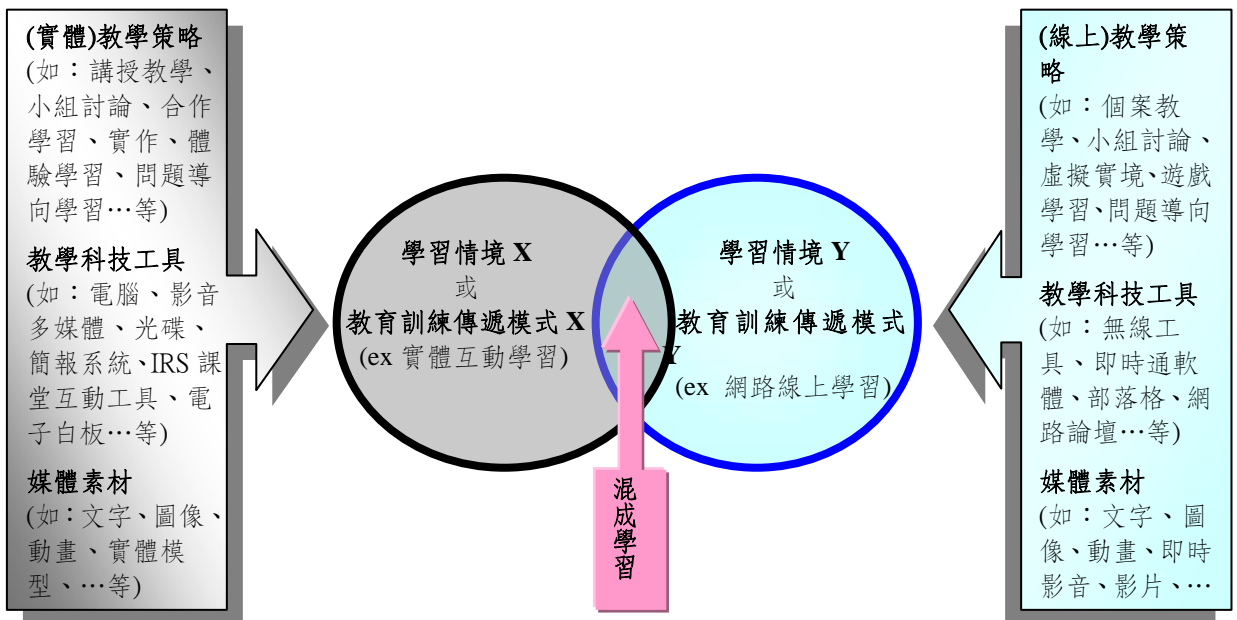 (實體)教學策略
(如：講授教學、
小組討論、合作
學習、實作、體
驗學習、問題導
向學習…等)
教學科技工具
(如：電腦、影音
多媒體、光碟、
簡報系統、IRS 課
堂互動工具、電
子白板…等)
媒體素材
(如：文字、圖像、
動畫、實體模
型、…等)
學習情境 X
或
教育訓練傳遞模式 X
(ex 實體互動學習)
學習情境 Y
或
教育訓練傳遞模式
Y
(ex 網路線上學習)
混成學習
(線上)教學策
略
(如：個案教
學、小組討論、
虛擬實境、遊戲
學習、問題導向
學習…等)
教學科技工具
(如：無線工
具、即時通軟
體、部落格、網
路論壇…等)
媒體素材
(如：文字、圖
像、動畫、即時
影音、影片、…